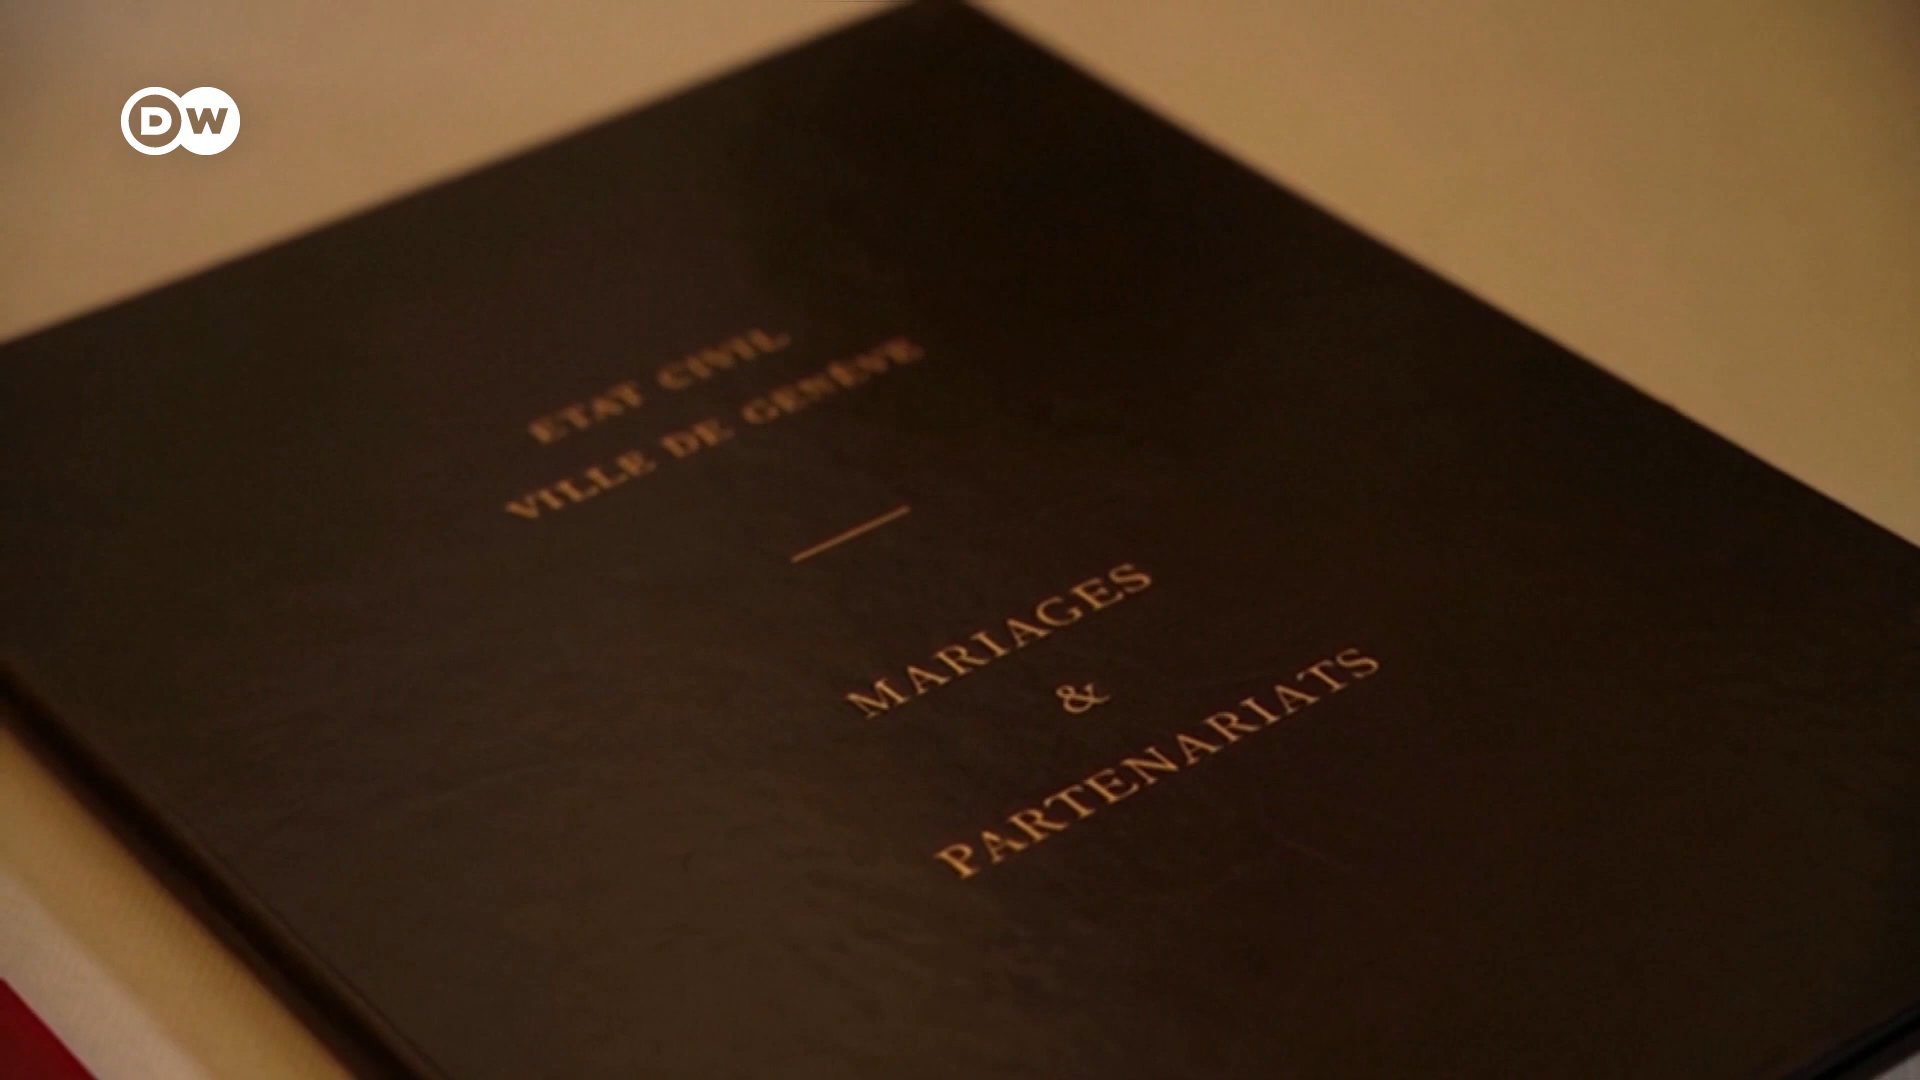 DW
ETAT CIVIL
VILLE DE GENÈVE
MARIAGES
&
PARTENARIATS